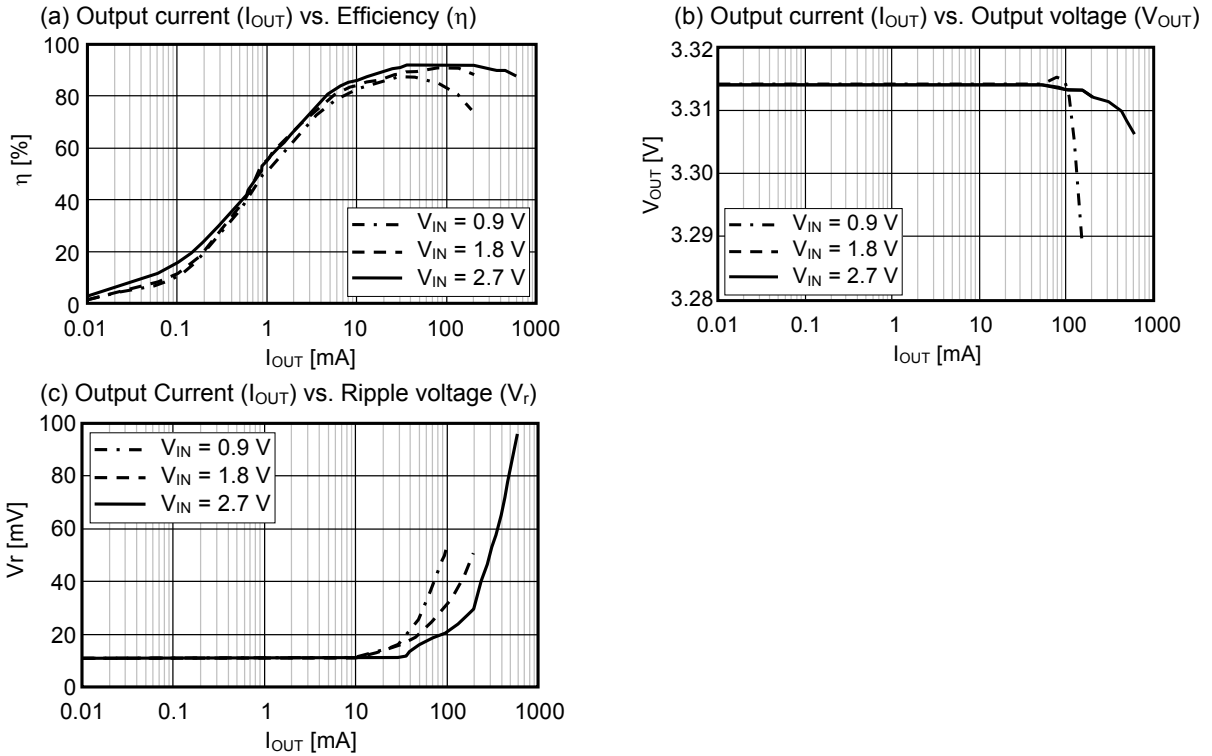 (a) Output current (IOUT) vs. Efficiency (η)
100
80
60
40
20
0
η [%]
VIN = 0.9 V
VIN = 1.8 V
VIN = 2.7 V
0.01 0.1 1 10 100 1000
IOUT [mA]
(b) Output current (IOUT) vs. Output voltage (VOUT)
3.32
3.31
3.30
3.29
3.28
VOUT [V]
VIN = 0.9 V
VIN = 1.8 V
VIN = 2.7 V
0.01 0.1 1 10 100 1000
IOUT [mA]
(c) Output Current (IOUT) vs. Ripple voltage (Vr)
100
80
60
40
20
0
Vr [mV]
VIN = 0.9 V
VIN = 1.8 V
VIN = 2.7 V
0.01 0.1 1 10 100 1000
IOUT [mA]